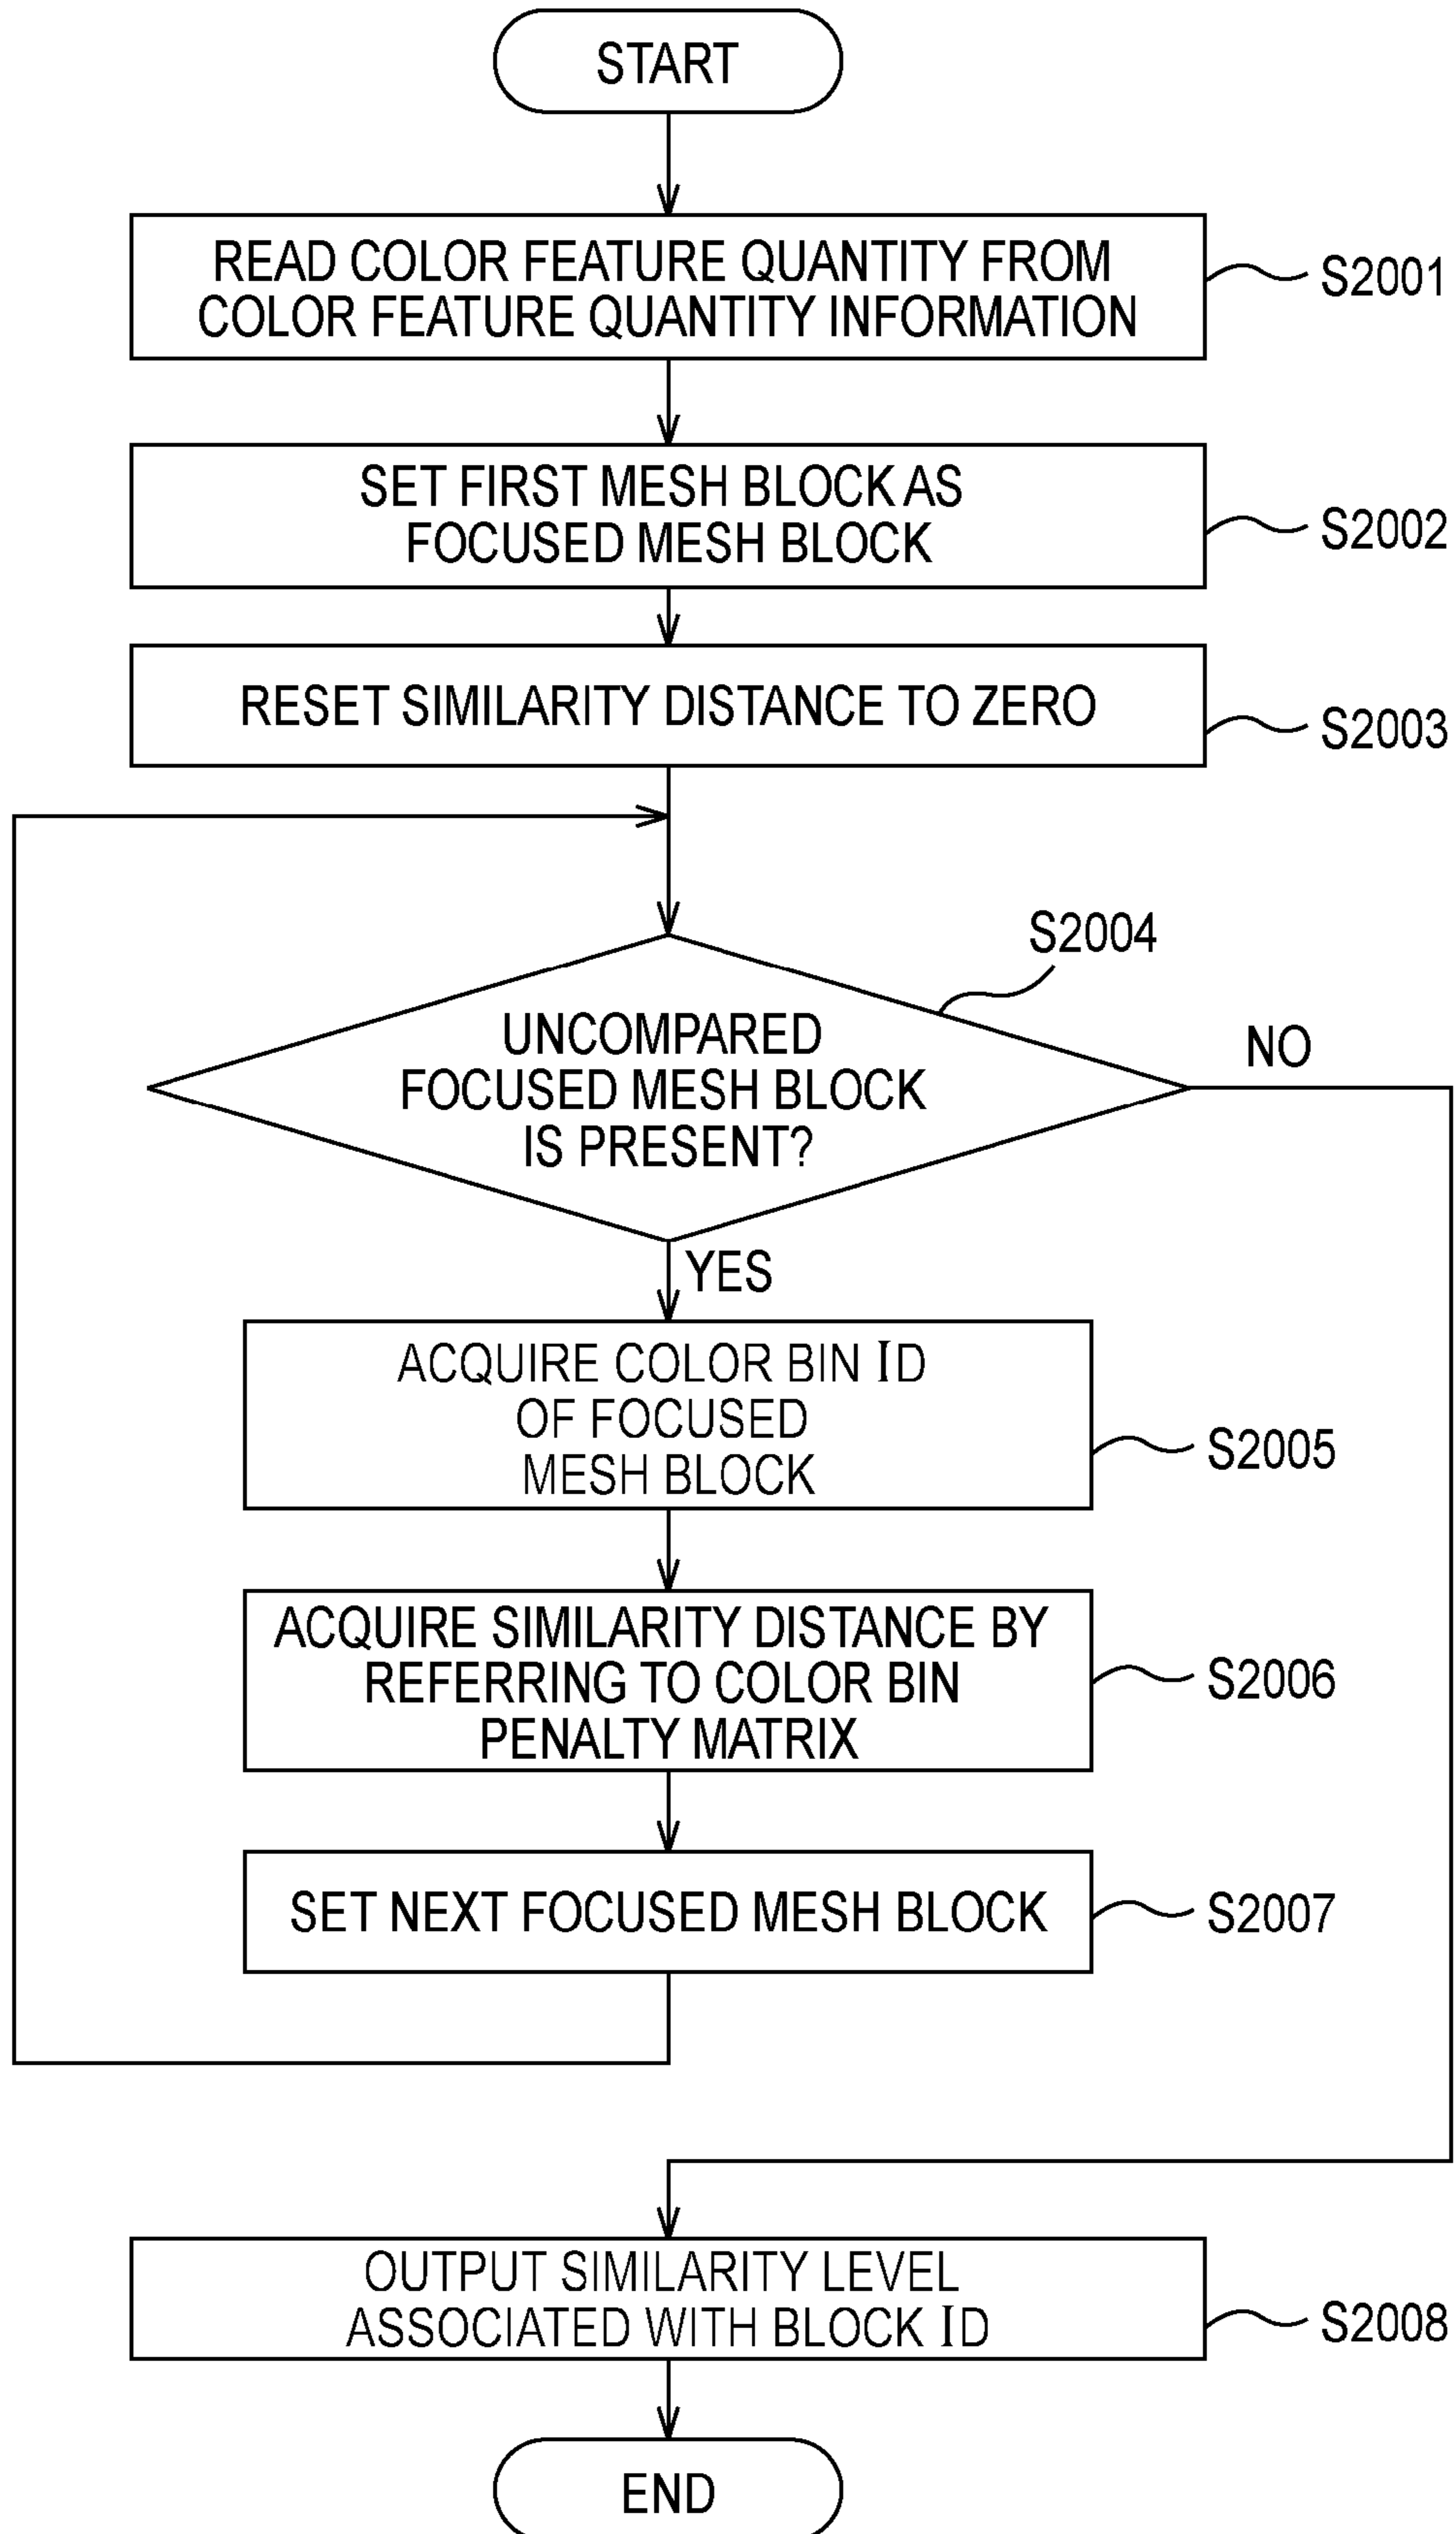 START
READ COLOR FEATURE QUANTITY FROM
COLOR FEATURE QUANTITY INFORMATION
S2001
SET FIRST MESH BLOCK AS
FOCUSED MESH BLOCK
S2002
RESET SIMILARITY DISTANCE TO ZERO
S2003
S2004
UNCOMPARED
FOCUSED MESH BLOCK
IS PRESENT?
NO
YES
ACQUIRE COLOR BIN ID
OF FOCUSED
MESH BLOCK
S2005
ACQUIRE SIMILARITY DISTANCE BY
REFERRING TO COLOR BIN
PENALTY MATRIX
S2006
SET NEXT FOCUSED MESH BLOCK
S2007
OUTPUT SIMILARITY LEVEL
ASSOCIATED WITH BLOCK ID
S2008
END